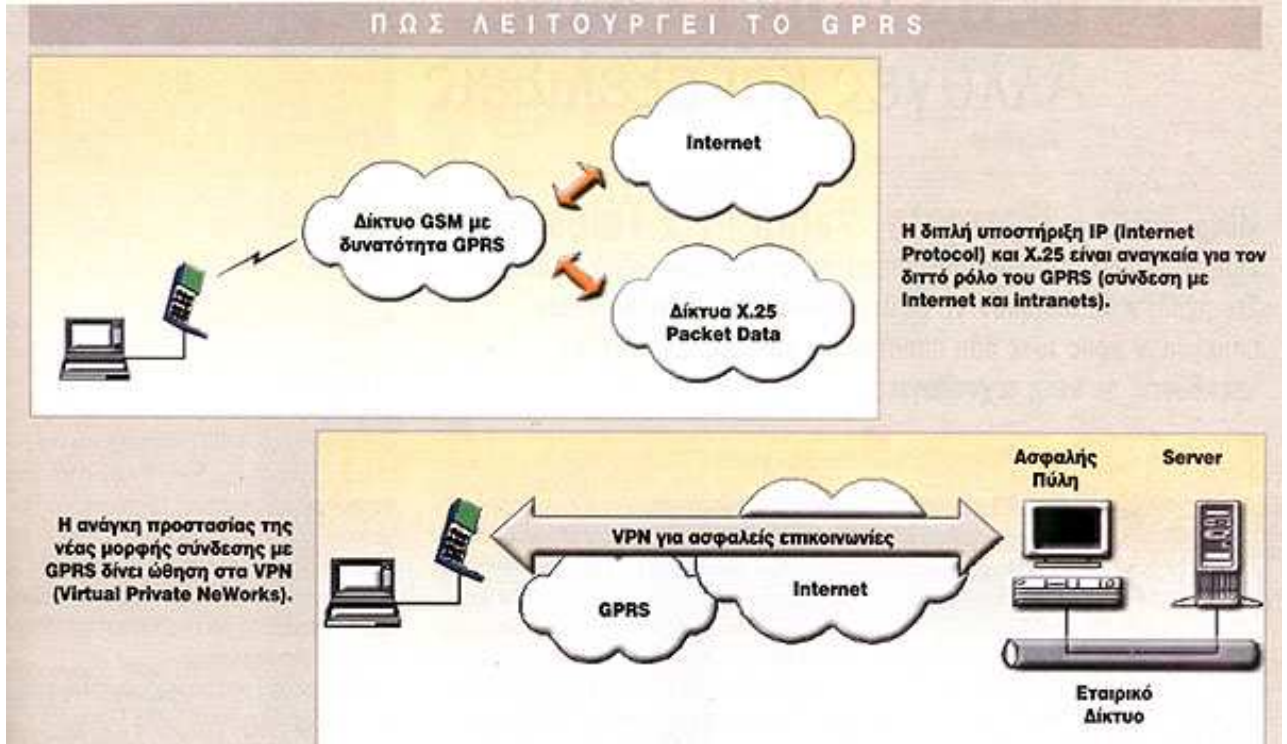 ΠΩΣ ΛΕΙΤΟΥΡΓΕΙ ΤΟ GPRS
Internet
Δίκτυο GSM με
δυνατότητα GPRS
Δίκτυα X.25
Packet Data
Η διπλή υποστήριξη IP (Internet
Protocol) και X.25 είναι αναγκαία για τον
διττό ρόλο του GPRS (σύνδεση με
Internet και intranets).
Η ανάγκη προστασίας της
νέας μορφής σύνδεσης με
GPRS δίνει ώθηση στα VPN
(Virtual Private NeWorks).
VPN για ασφαλείς επικοινωνίες
GPRS
Internet
Ασφαλής
Πύλη
Server
Εταιρικό
Δίκτυο